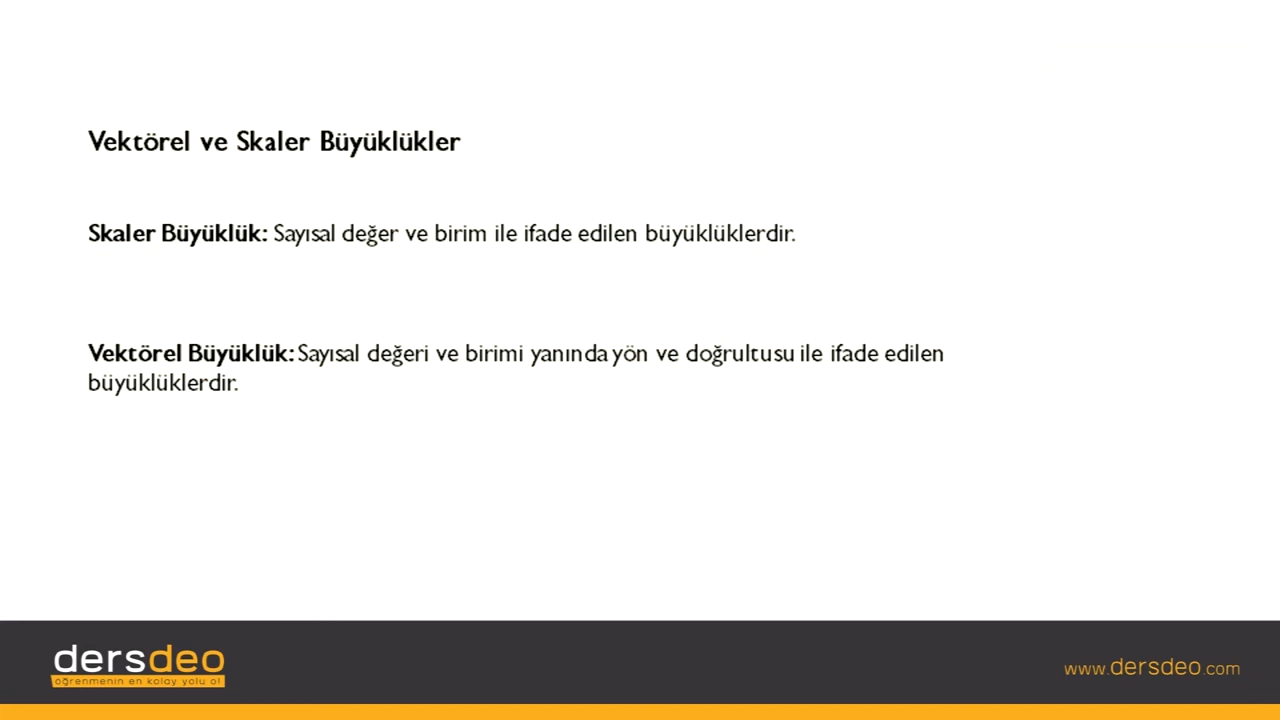 Vektörel ve Skaler Büyüklükler
Skaler Büyüklük: Sayısal değer ve birim ile ifade edilen büyüklüklerdir.
Vektörel Büyüklük: Sayısal değeri ve birimi yanında yön ve doğrultusu ile ifade edilen
büyüklüklerdir.
dersdeo
öğrenmenin en kolay yolu o!
www.dersdeo.com